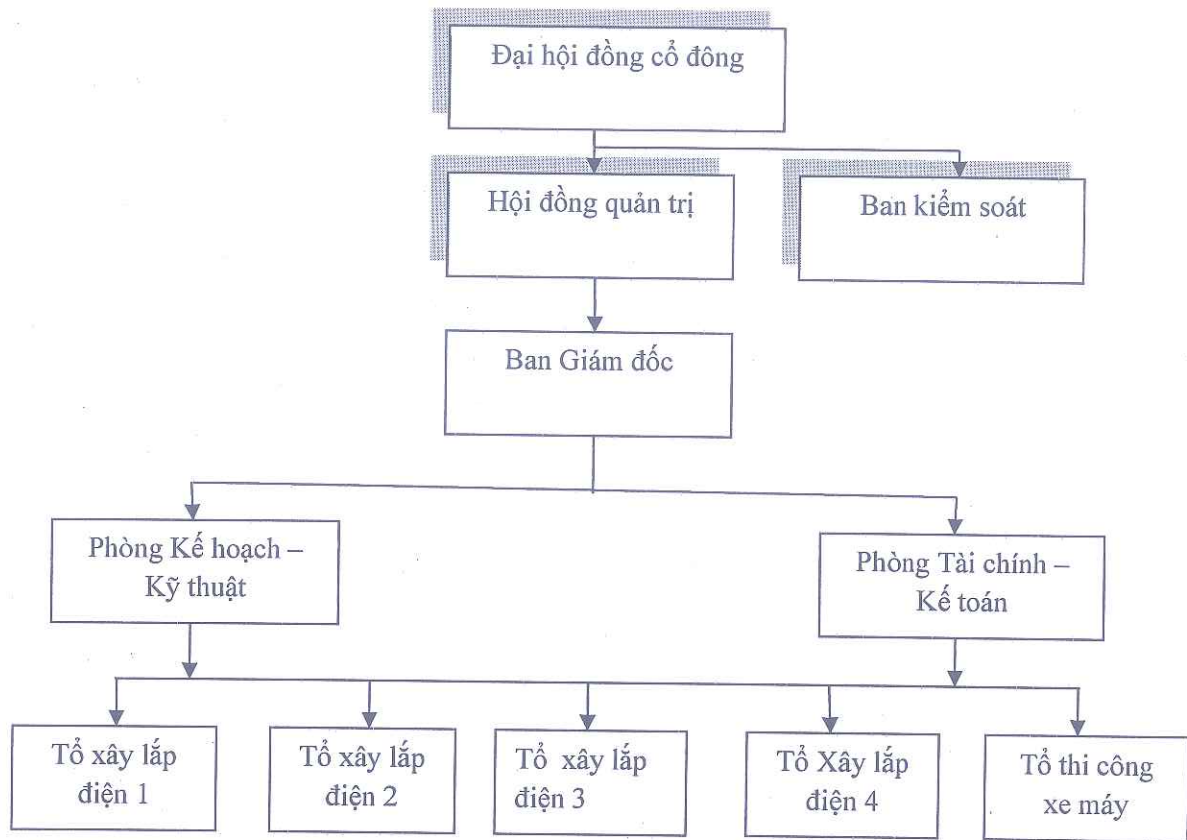 Đại hội đồng cổ đông
Hội đồng quản trị
Ban kiểm soát
Ban Giám đốc
Phòng Kế hoạch –
Kỹ thuật
Phòng Tài chính –
Kế toán
Tổ xây lắp
điện 1
Tổ xây lắp
điện 2
Tổ xây lắp
điện 3
Tổ Xây lắp
điện 4
Tổ thi công
xe máy